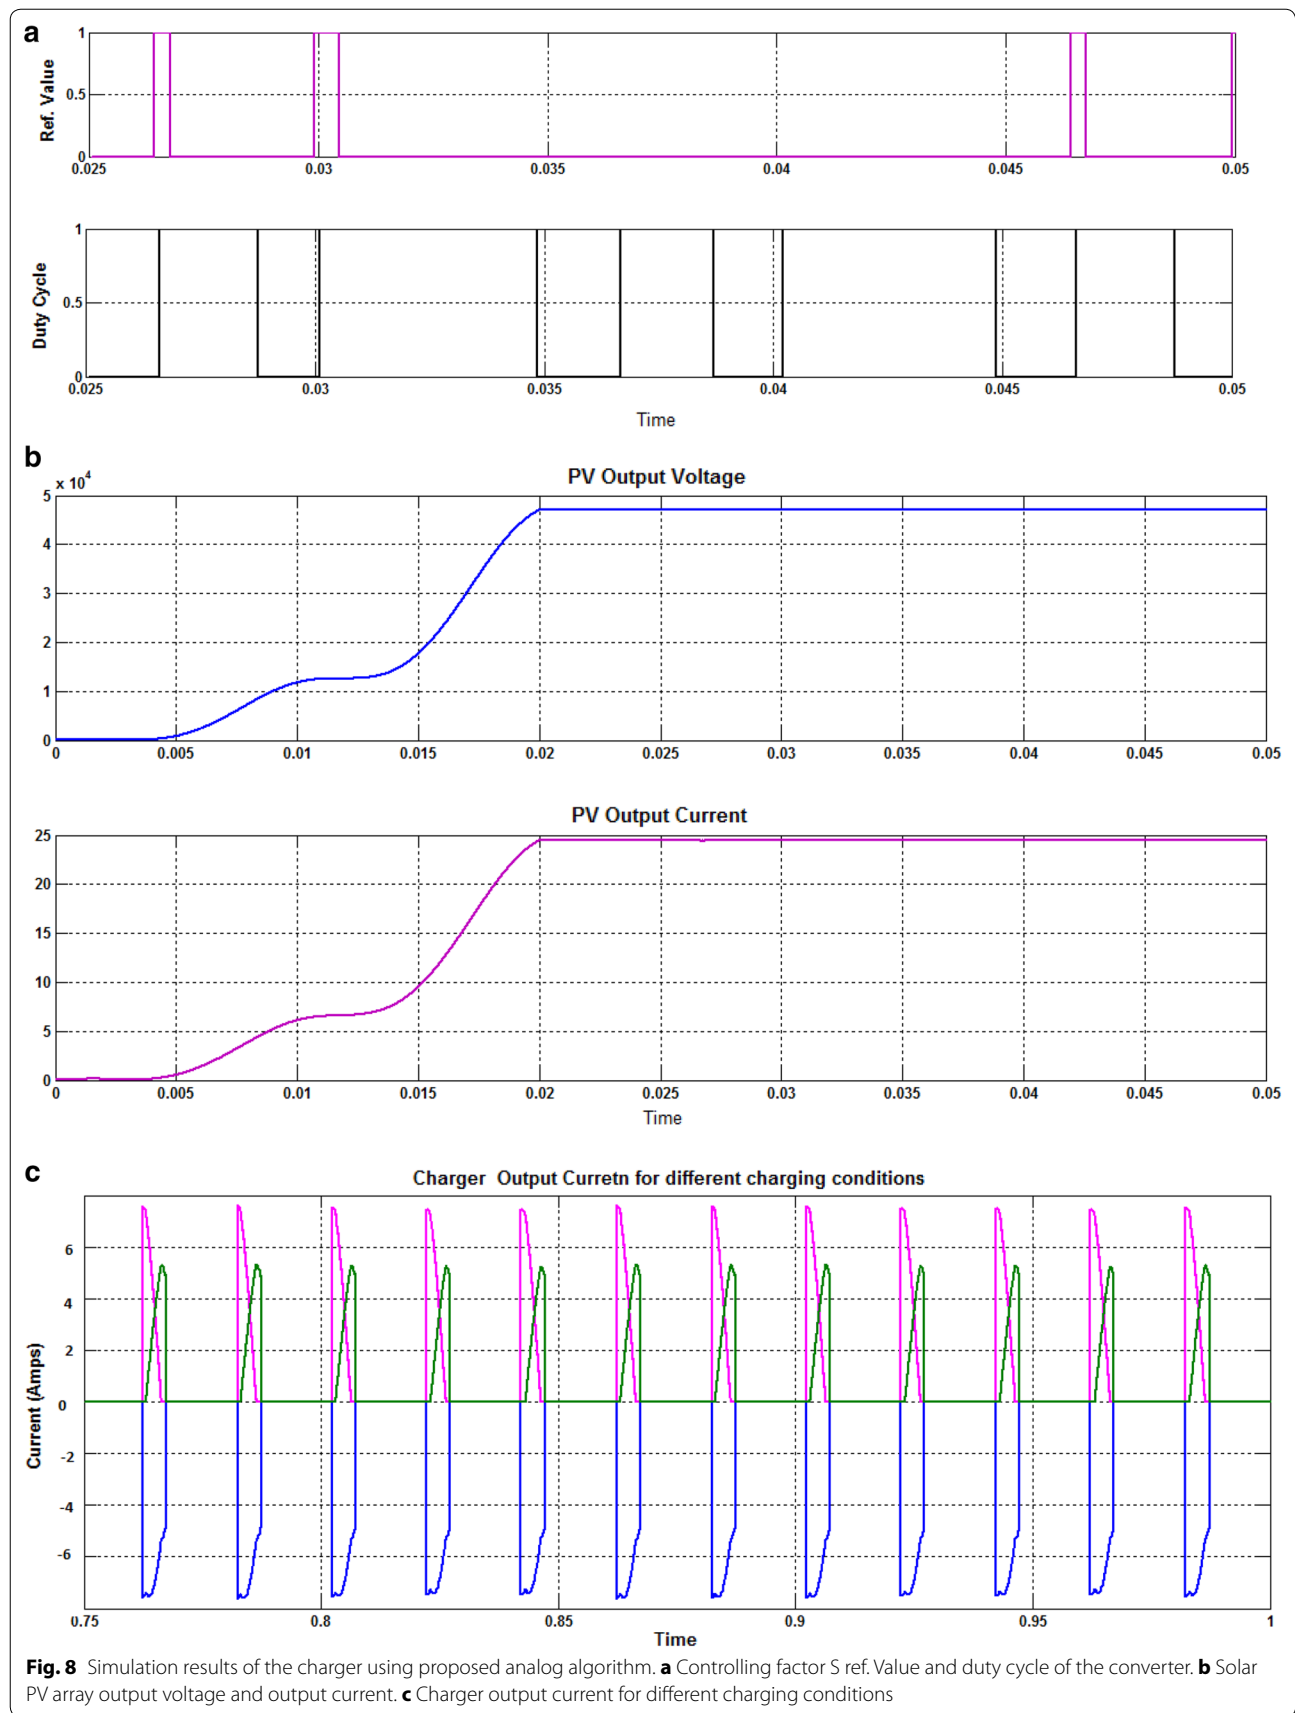 a
Ref. Value
1
0.5
0
0.025 0.03 0.035 0.04 0.045 0.05
Duty Cycle
1
0.5
0
0.025 0.03 0.035 0.04 0.045 0.05
Time
b
PV Output Voltage
x 10^4
5
4
3
2
1
0
0 0.005 0.01 0.015 0.02 0.025 0.03 0.035 0.04 0.045 0.05
PV Output Current
25
20
15
10
5
0
0 0.005 0.01 0.015 0.02 0.025 0.03 0.035 0.04 0.045 0.05
Time
c
Charger Output Curretn for different charging conditions
Current (Amps)
6
4
2
0
-2
-4
-6
0.75 0.8 0.85 0.9 0.95 1
Time
Fig. 8 Simulation results of the charger using proposed analog algorithm. a Controlling factor S ref. Value and duty cycle of the converter. b Solar
PV array output voltage and output current. c Charger output current for different charging conditions